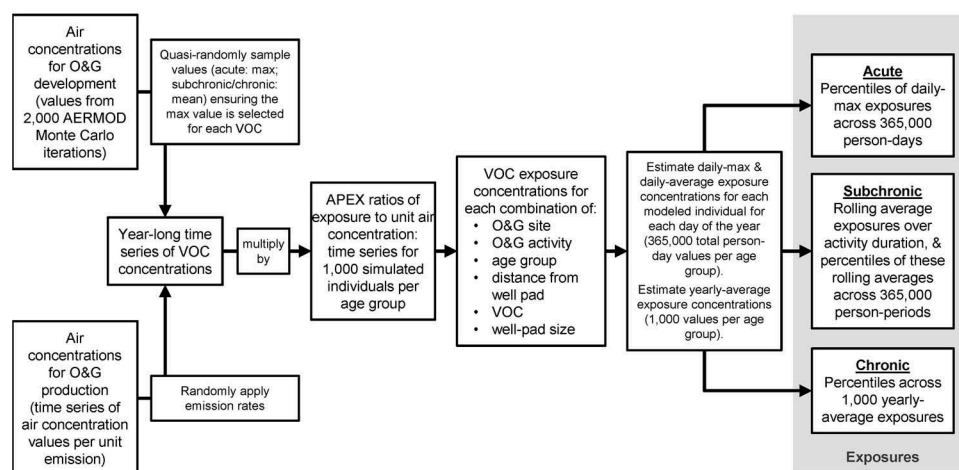 Air
concentrations
for O&G
development
(values from
2,000 AERMOD
Monte Carlo
iterations)
Quasi-randomly sample
values (acute: max;
subchronic/chronic:
mean) ensuring the
max value is selected
for each VOC
Year-long time
series of VOC
concentrations
Air
concentrations
for O&G
production
(time series of
air concentration
values per unit
emission)
Randomly apply
emission rates
multiply
by
APEX ratios of
exposure to unit air
concentration:
time series for
1,000 simulated
individuals per
age group
VOC exposure
concentrations for
each combination of:
• O&G site
• O&G activity
• age group
• distance from
well pad
• VOC
• well-pad size
Estimate daily-max &
daily-average exposure
concentrations for each
modeled individual for
each day of the year
(365,000 total person-
day values per age group).
Estimate yearly-average
exposure concentrations
(1,000 values per age
group).
Acute
Percentiles of daily-
max exposures
across 365,000
person-days
Subchronic
Rolling average
exposures over
activity duration, &
percentiles of these
rolling averages
across 365,000
person-periods
Chronic
Percentiles across
1,000 yearly-
average exposures
Exposures